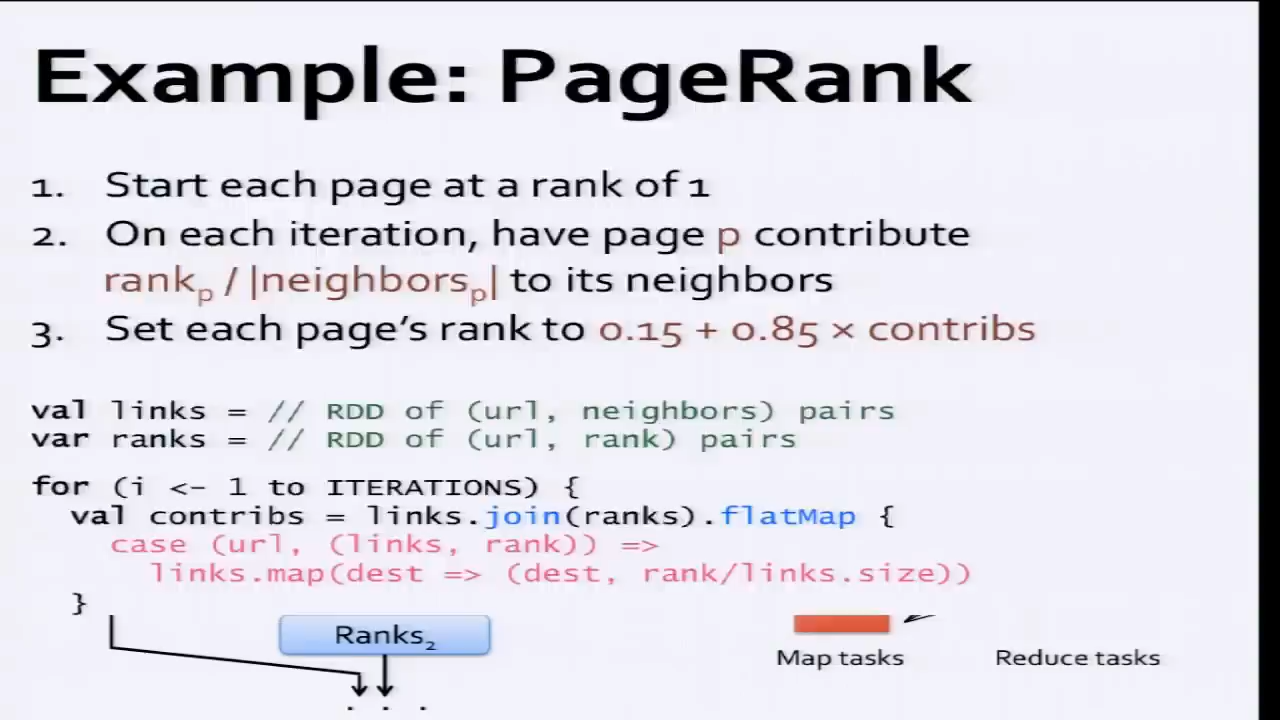 Example: PageRank
1. Start each page at a rank of 1
2. On each iteration, have page p contribute
rankp / |neighborsp| to its neighbors
3. Set each page's rank to 0.15 + 0.85 × contribs
val links = // RDD of (url, neighbors) pairs
var ranks = // RDD of (url, rank) pairs
for (i <- 1 to ITERATIONS) {
val contribs = links.join(ranks).flatMap {
case (url, (links, rank)) =>
links.map(dest => (dest, rank/links.size))
}
Ranks2
Map tasks
Reduce tasks
. . .